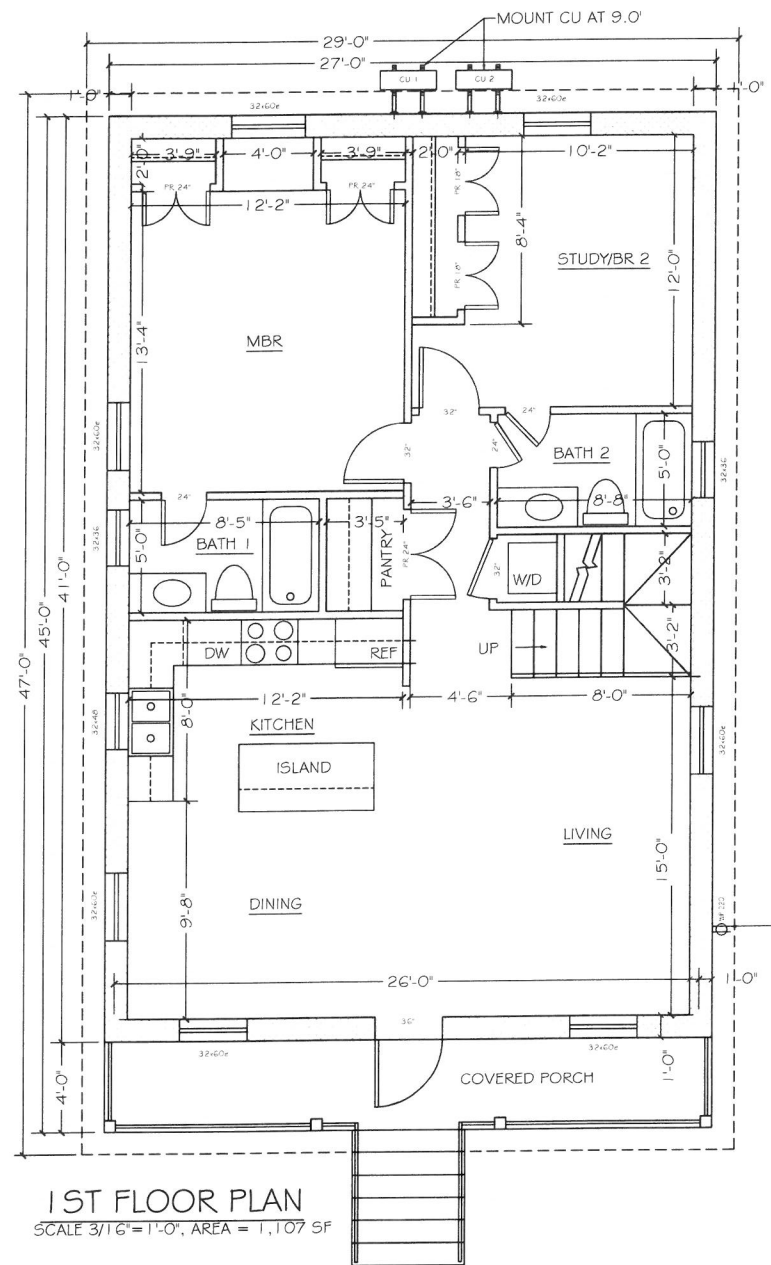 MOUNT CU AT 9.0'
29'-0"
27'-0"
CU 1
CU 2
1'-0"
1'-0"
32x60e
32x60e
2'-0"
3'-9"
4'-0"
3'-9"
2'-0"
10'-2"
PR 24"
PR 24"
PR 18"
12'-2"
8'-4"
STUDY/BR 2
12'-0"
PR 18"
MBR
13'-4"
32"
24"
32x60e
32"
24"
BATH 2
5'-0"
32x36
24"
3'-6"
8'-8"
8'-5"
3'-5"
32x36
5'-0"
BATH 1
PANTRY
PR 24"
32"
W/D
3'-2"
41'-0"
45'-0"
47'-0"
DW
REF
UP
3'-2"
12'-2"
4'-6"
8'-0"
32x48
8'-0"
KITCHEN
32x60e
ISLAND
LIVING
15'-0"
DINING
9'-8"
32x60e
26'-0"
1'-0"
36"
32x60e
32x60e
4'-0"
COVERED PORCH
1'-0"
1ST FLOOR PLAN
SCALE 3/16"=1'-0", AREA = 1,107 SF